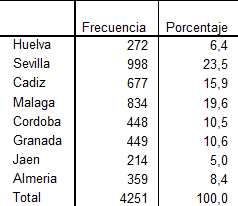 Frecuencia Porcentaje
Huelva 272 6,4
Sevilla 998 23,5
Cadiz 677 15,9
Malaga 834 19,6
Cordoba 448 10,5
Granada 449 10,6
Jaen 214 5,0
Almeria 359 8,4
Total 4251 100,0